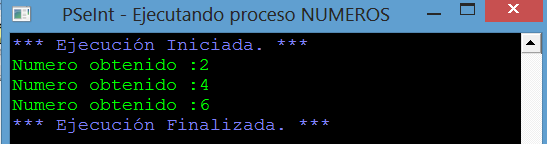 PSeInt - Ejecutando proceso NUMEROS
*** Ejecución Iniciada. ***
Numero obtenido :2
Numero obtenido :4
Numero obtenido :6
*** Ejecución Finalizada. ***